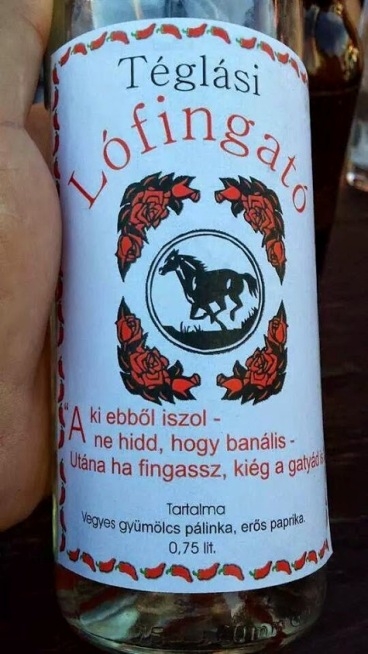 Téglási
Lófingató
"A ki ebből iszol -
ne hidd, hogy banális -
Utána ha fingassz, kiég a gatyád is
Tartalma
Vegyes gyümölcs pálinka, erős paprika.
0,75 lit.